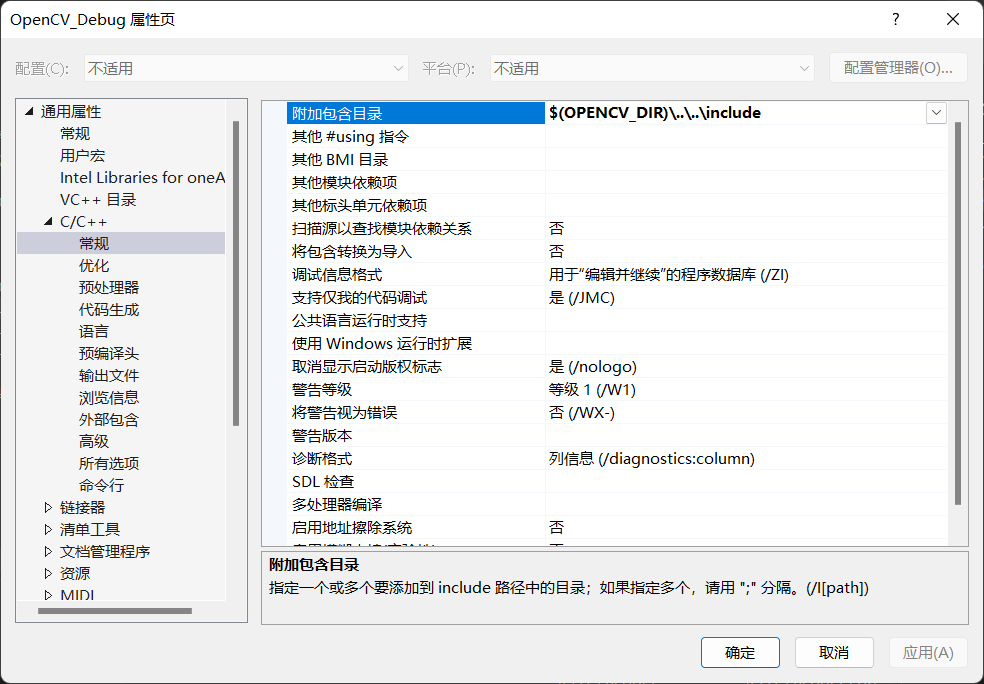 OpenCV_Debug 属性页
配置(C): 不适用 平台(P): 不适用 配置管理器(O)...
通用属性
常规
用户宏
Intel Libraries for oneA
VC++ 目录
C/C++
常规
优化
预处理器
代码生成
语言
预编译头
输出文件
浏览信息
外部包含
高级
所有选项
命令行
链接器
清单工具
文档管理程序
资源
MIDL
附加包含目录 $(OPENCV_DIR)\..\..\include
其他 #using 指令
其他 BMI 目录
其他模块依赖项
其他标头单元依赖项
扫描源以查找模块依赖关系 否
将包含转换为导入 否
调试信息格式 用于“编辑并继续”的程序数据库 (/ZI)
支持仅我的代码调试 是 (/JMC)
公共语言运行时支持
使用 Windows 运行时扩展
取消显示启动版权标志 是 (/nologo)
警告等级 等级 1 (/W1)
将警告视为错误 否 (/WX-)
警告版本
诊断格式 列信息 (/diagnostics:column)
SDL 检查
多处理器编译
启用地址擦除系统 否
附加包含目录
指定一个或多个要添加到 include 路径中的目录；如果指定多个，请用 ";" 分隔。(/I[path])
确定 取消 应用(A)